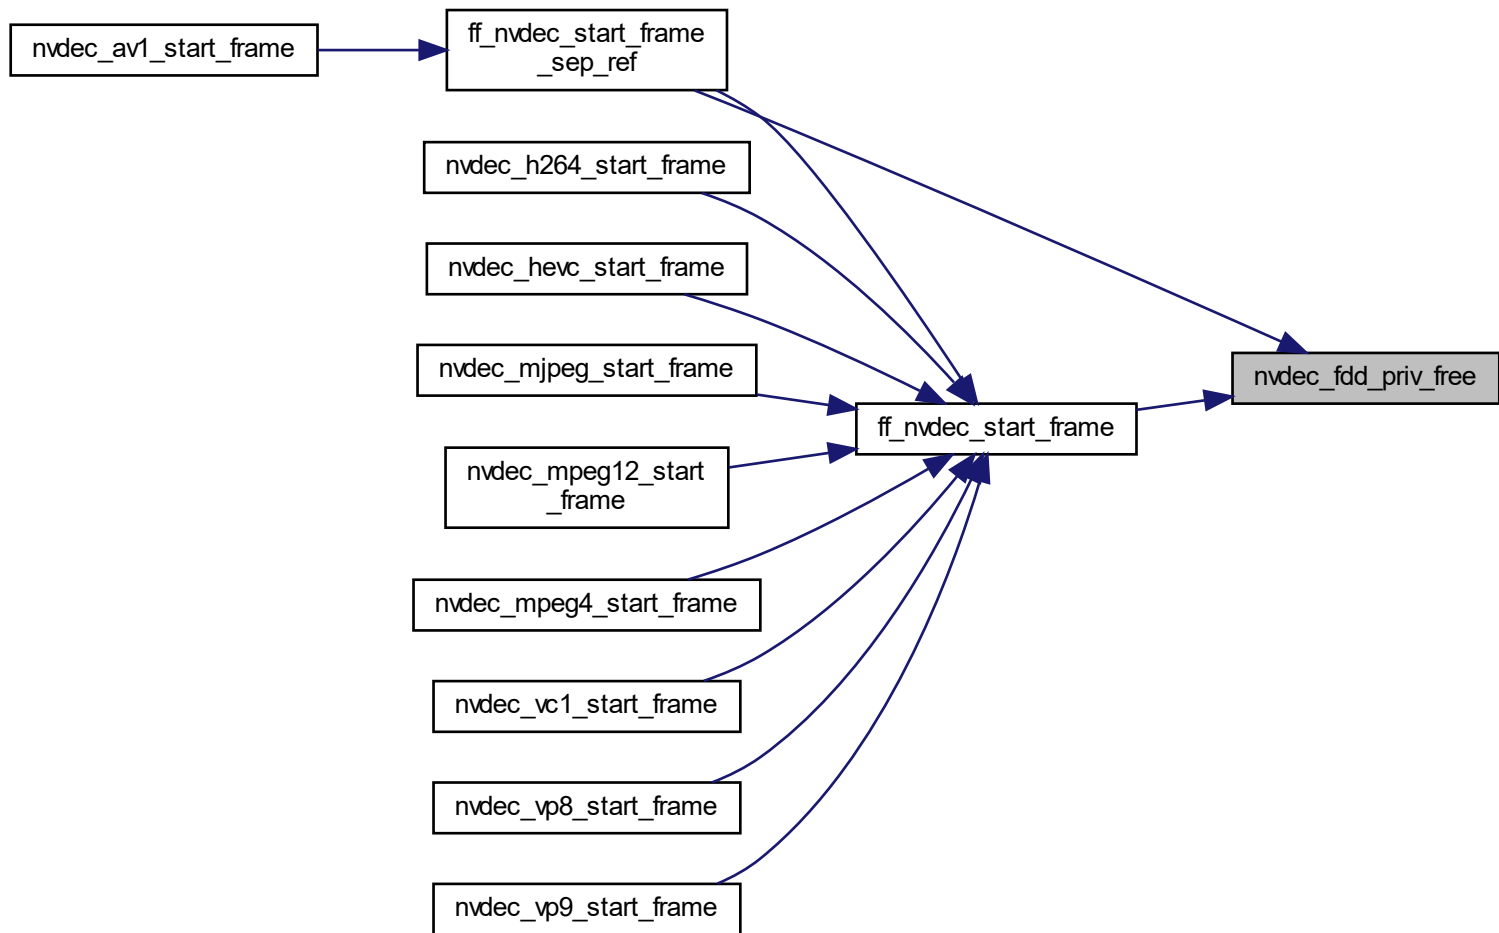 nvdec_av1_start_frame
ff_nvdec_start_frame
_sep_ref
nvdec_h264_start_frame
nvdec_hevc_start_frame
nvdec_mjpeg_start_frame
nvdec_fdd_priv_free
ff_nvdec_start_frame
nvdec_mpeg12_start
_frame
nvdec_mpeg4_start_frame
nvdec_vc1_start_frame
nvdec_vp8_start_frame
nvdec_vp9_start_frame